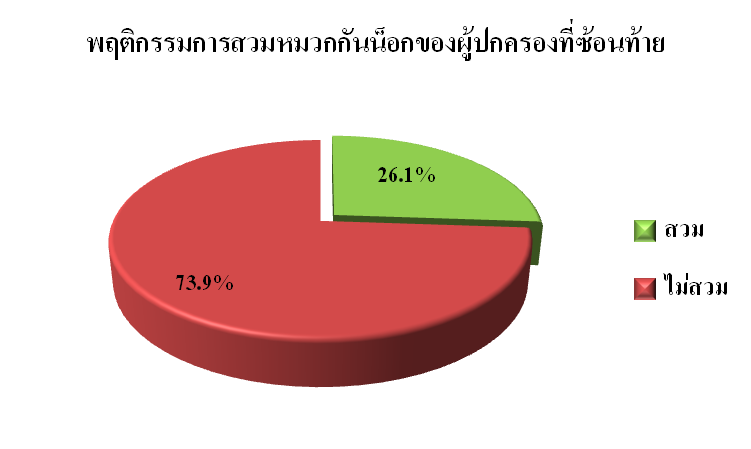 พฤติกรรมการสวมหมวกกันน็อกของผู้ปกครองที่ซ้อนท้าย
26.1%
73.9%
สวม
ไม่สวม